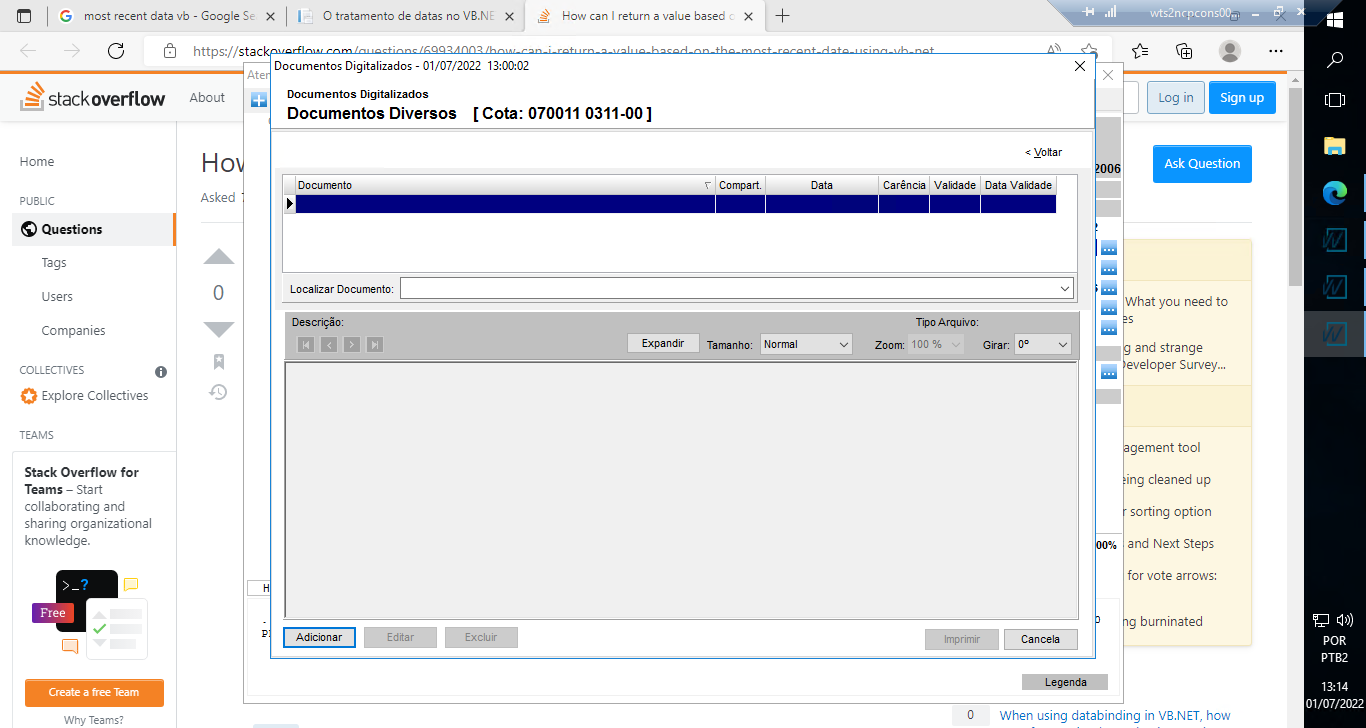 most recent data vb - Google Se
O tratamento de datas no VB.NE
How can I return a value based o
wts2ncpcons00
https://stackoverflow.com/questions/69934003/how-can-i-return-a-value-based-on-the-most-recent-date-using-vb-net
Aten
Documentos Digitalizados - 01/07/2022 13:00:02
Documentos Digitalizados
Documentos Diversos [ Cota: 070011 0311-00 ]
stackoverflow
About
Log in
Sign up
< Voltar
Home
How
Ask Question
2006
Asked
PUBLIC
Documento
Compart.
Data
Carência
Validade
Data Validade
Questions
Tags
Users
Companies
0
Localizar Documento:
What you need to
es
Descrição:
Tipo Arquivo:
Expandir
Tamanho:
Normal
Zoom:
100 %
Girar:
0º
g and strange
Developer Survey...
COLLECTIVES
Explore Collectives
TEAMS
agement tool
Stack Overflow for
Teams – Start
collaborating and
sharing organizational
knowledge.
eing cleaned up
r sorting option
00%
and Next Steps
for vote arrows:
>_?
Free
H
P
0
ng burninated
Adicionar
Editar
Excluir
Imprimir
Cancela
POR
PTB2
Legenda
Create a free Team
Why Teams?
0
When using databinding in VB.NET, how
13:14
01/07/2022